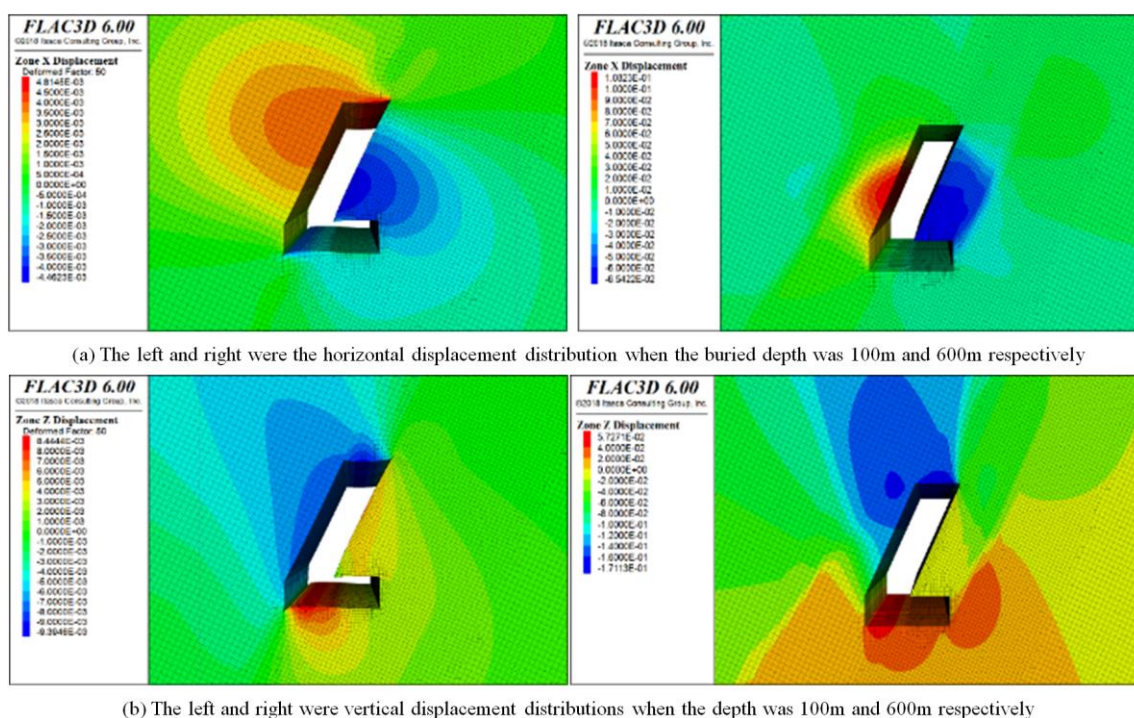 FLAC3D 6.00
©2018 Itasca Consulting Group, Inc.
Zone X Displacement
Deformed Factor: 50
4.8145E-03
4.5000E-03
4.0000E-03
3.5000E-03
3.0000E-03
2.5000E-03
2.0000E-03
1.5000E-03
1.0000E-03
5.0000E-04
0.0000E+00
-5.0000E-04
-1.0000E-03
-1.5000E-03
-2.0000E-03
-2.5000E-03
-3.0000E-03
-3.5000E-03
-4.0000E-03
-4.4623E-03
FLAC3D 6.00
©2018 Itasca Consulting Group, Inc.
Zone X Displacement
1.0823E-01
1.0000E-01
9.0000E-02
8.0000E-02
7.0000E-02
6.0000E-02
5.0000E-02
4.0000E-02
3.0000E-02
2.0000E-02
1.0000E-02
0.0000E+00
-1.0000E-02
-2.0000E-02
-3.0000E-02
-4.0000E-02
-5.0000E-02
-6.0000E-02
-6.5422E-02
(a) The left and right were the horizontal displacement distribution when the buried depth was 100m and 600m respectively
FLAC3D 6.00
©2018 Itasca Consulting Group, Inc.
Zone Z Displacement
Deformed Factor: 50
8.4444E-03
8.0000E-03
7.0000E-03
6.0000E-03
5.0000E-03
4.0000E-03
3.0000E-03
2.0000E-03
1.0000E-03
0.0000E+00
-1.0000E-03
-2.0000E-03
-3.0000E-03
-4.0000E-03
-5.0000E-03
-6.0000E-03
-7.0000E-03
-8.0000E-03
-9.0000E-03
FLAC3D 6.00
©2018 Itasca Consulting Group, Inc.
Zone Z Displacement
5.7271E-02
4.0000E-02
2.0000E-02
0.0000E+00
-2.0000E-02
-4.0000E-02
-6.0000E-02
-8.0000E-02
-1.0000E-01
-1.2000E-01
-1.4000E-01
-1.6000E-01
-1.7113E-01
(b) The left and right were vertical displacement distributions when the depth was 100m and 600m respectively